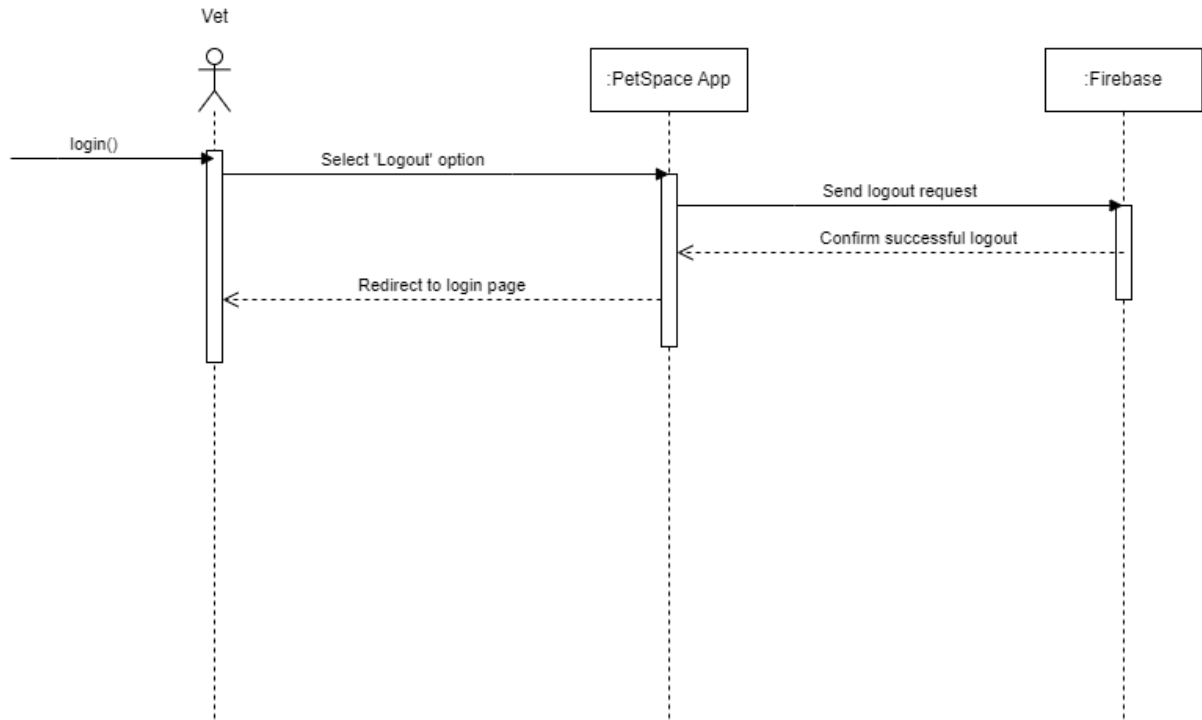 Vet
:PetSpace App
:Firebase
login()
Select 'Logout' option
Send logout request
Confirm successful logout
Redirect to login page